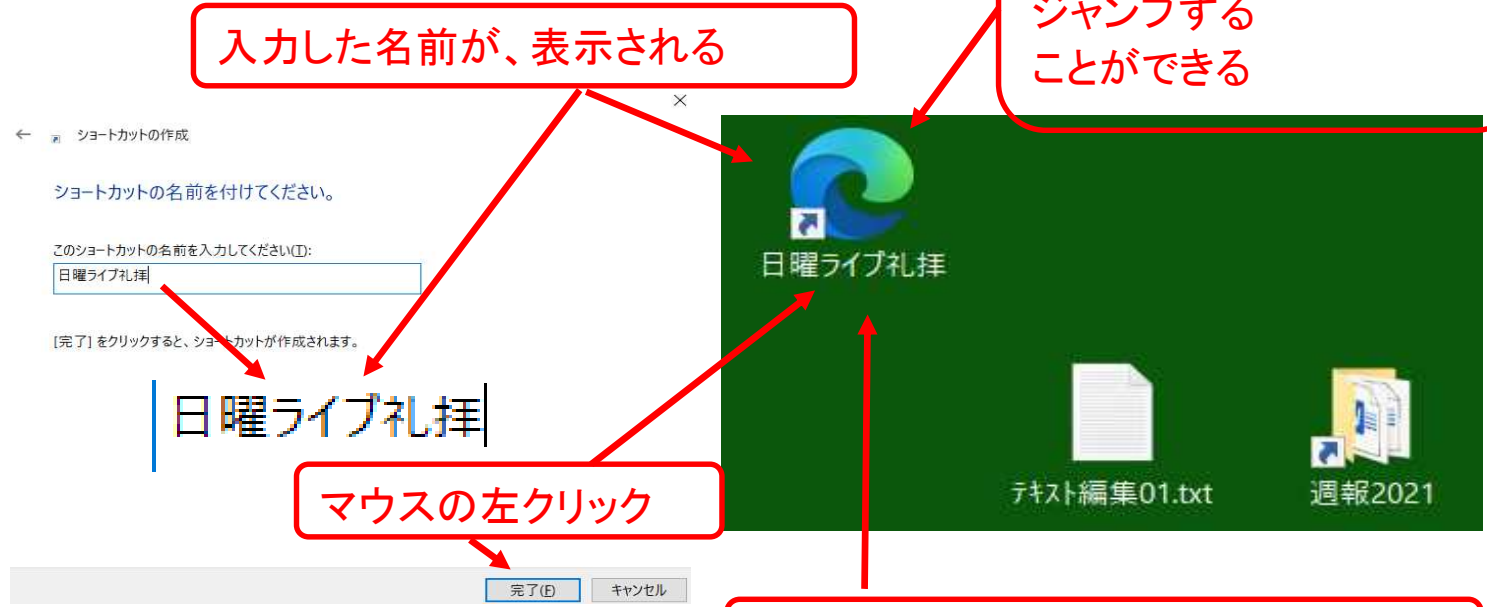 ジャンプする
ことができる
入力した名前が、表示される
ショートカットの作成
ショートカットの名前を付けてください。
このショートカットの名前を入力してください(T):
日曜ライブ礼拝
[完了] をクリックすると、ショートカットが作成されます。
日曜ライブ礼拝
マウスの左クリック
完了(F)
キャンセル
日曜ライブ礼拝
テキスト編集01.txt
週報2021